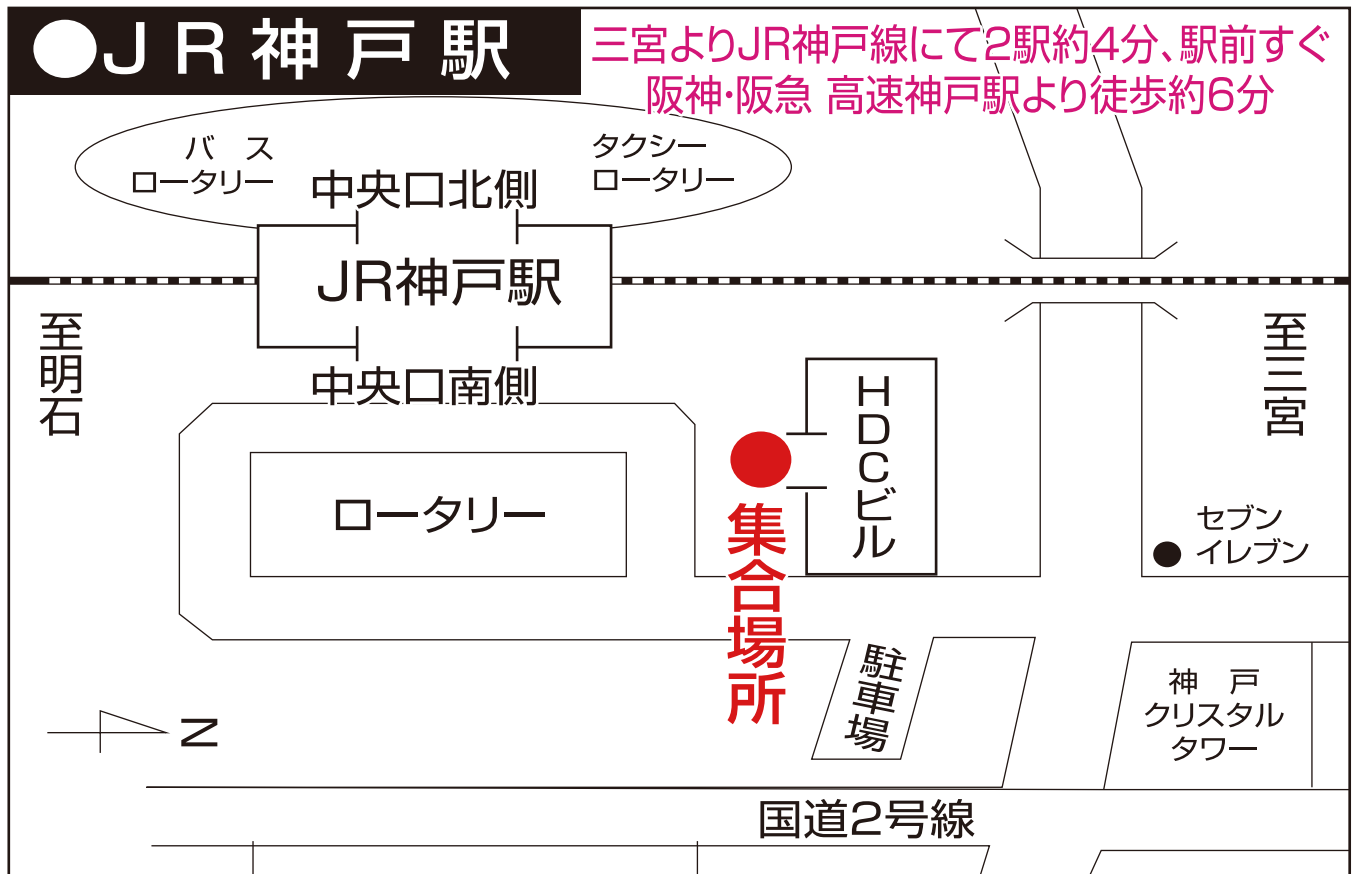 ●JR神戸駅
三宮よりJR神戸線にて2駅約4分、駅前すぐ
阪神・阪急 高速神戸駅より徒歩約6分
バス
ロータリー
タクシー
ロータリー
中央口北側
JR神戸駅
中央口南側
至明石
至三宮
HDCビル
ロータリー
集合場所
セブン
イレブン
駐車場
神戸
クリスタル
タワー
N
国道2号線